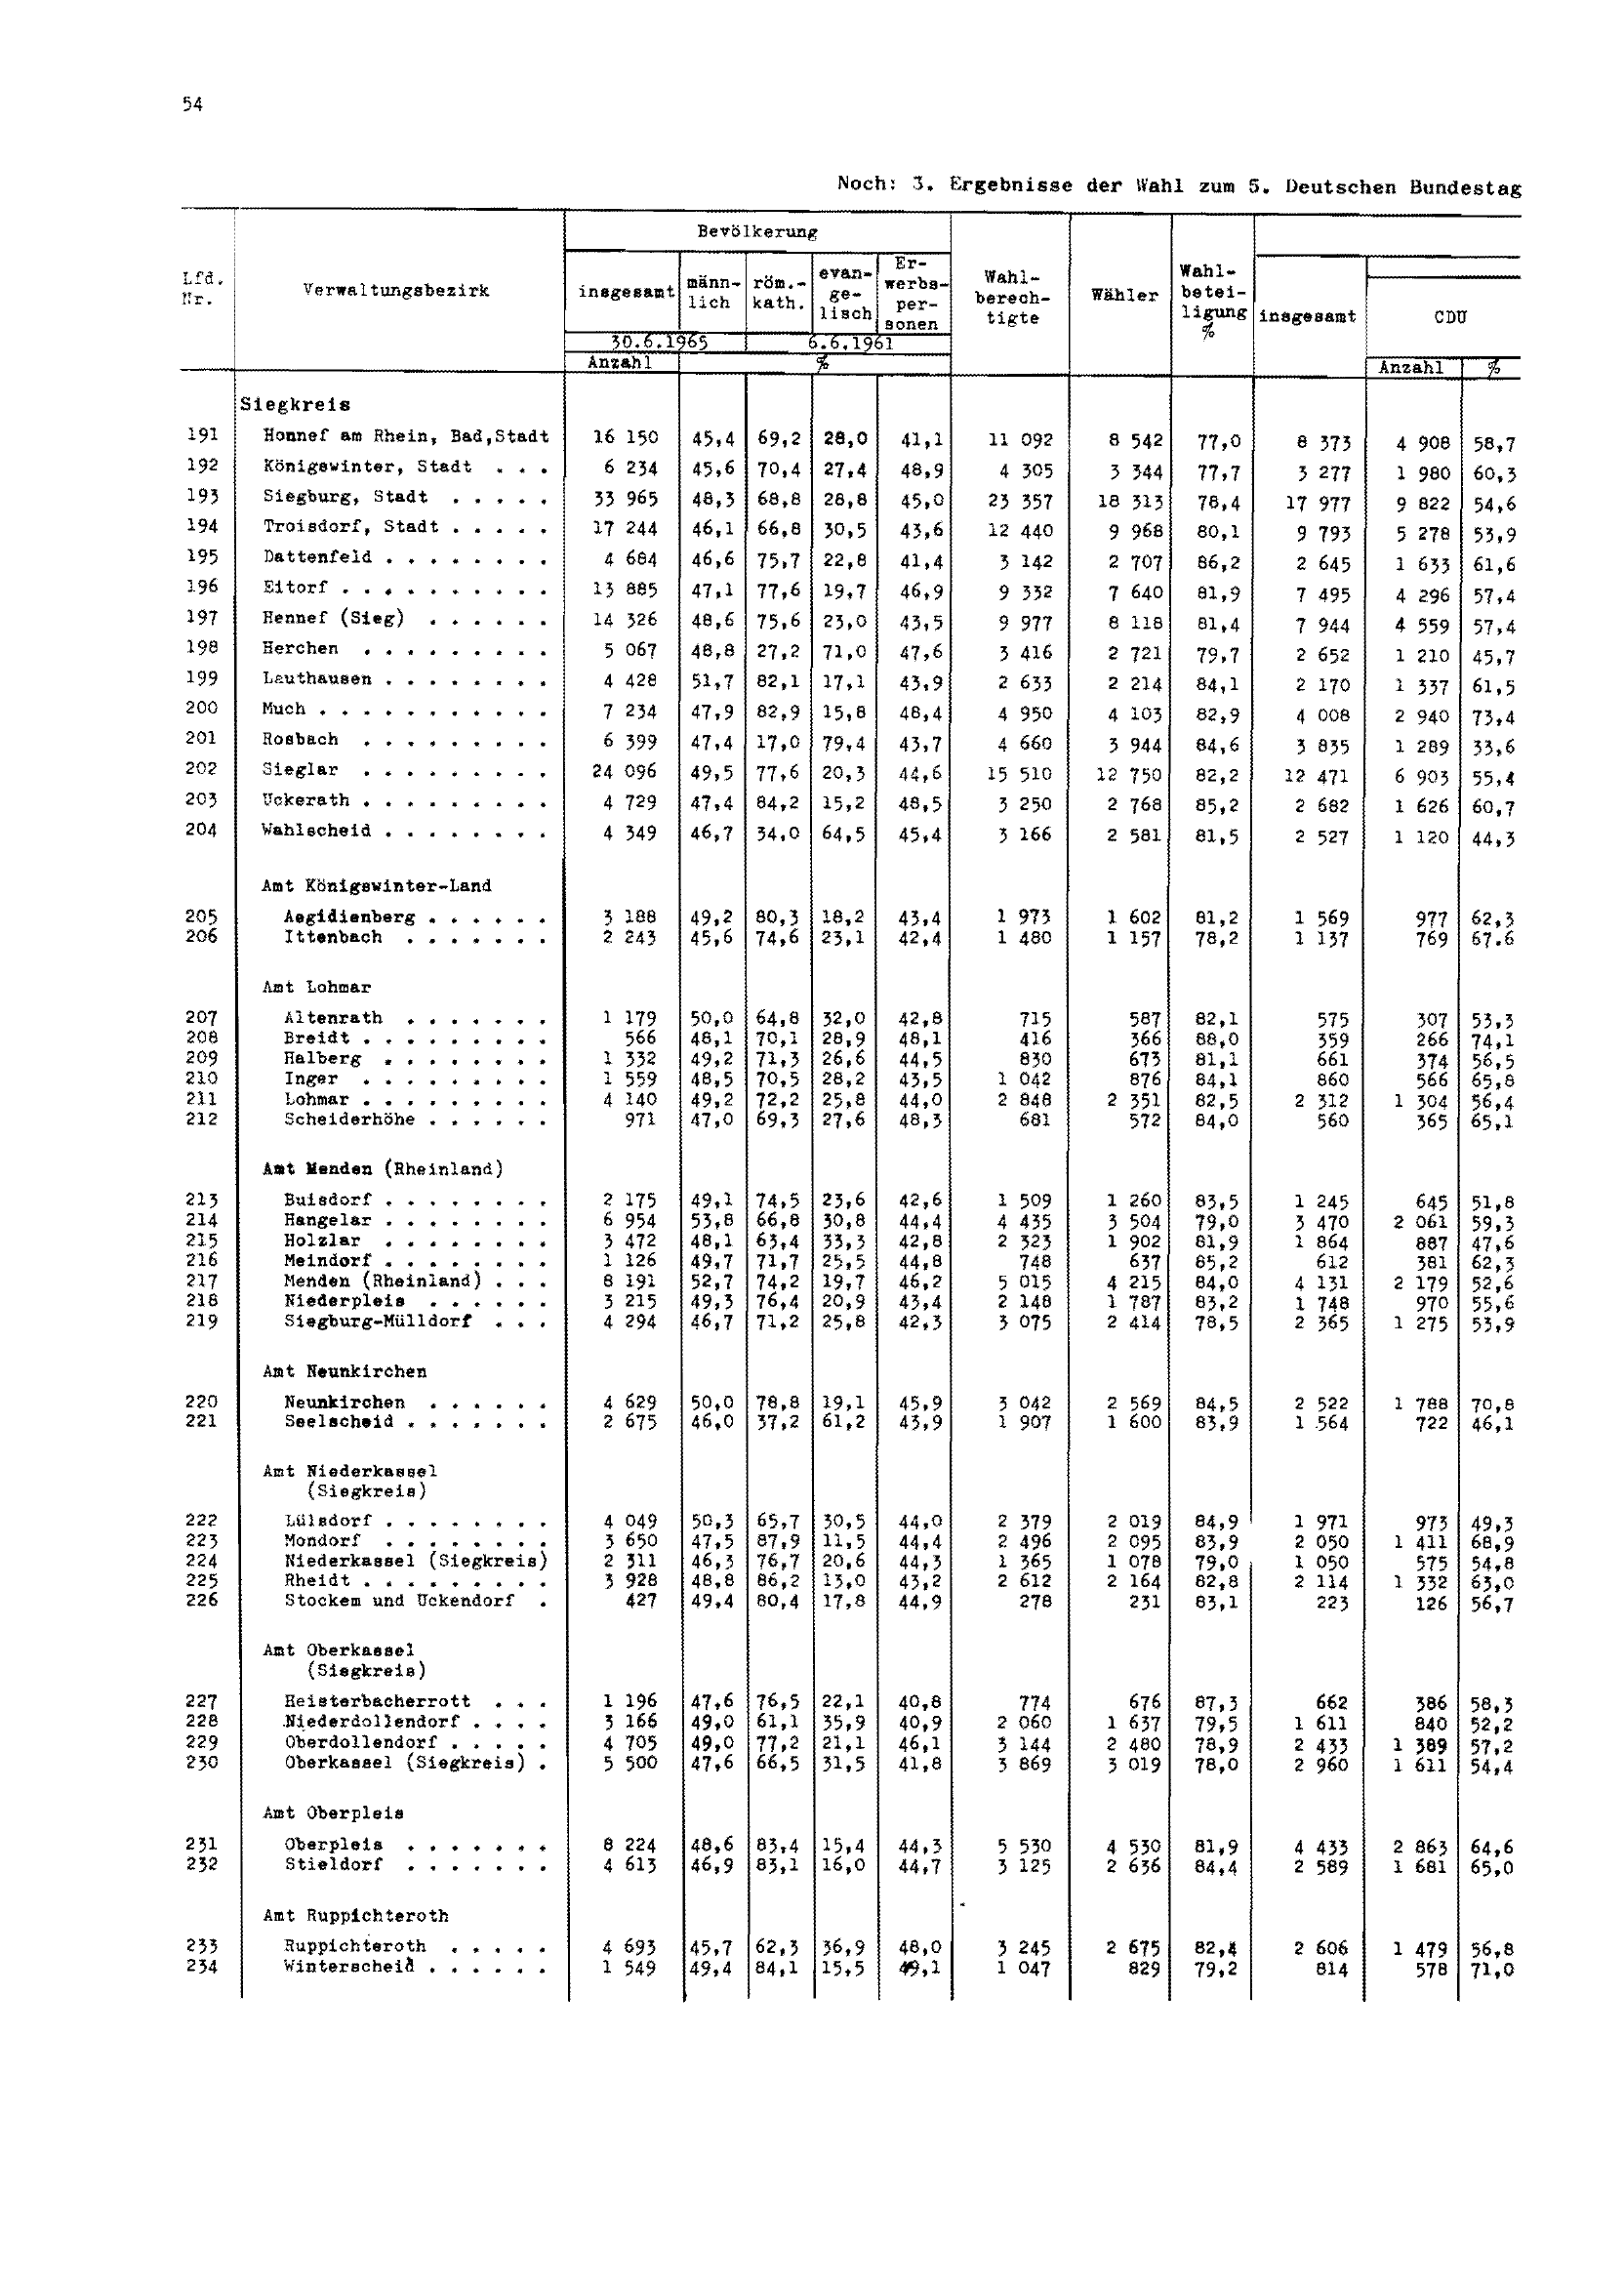 54
Noch: 3. Ergebnisse der Wahl zum 5. Deutschen Bundestag
Lfd. Nr.
Verwaltungsbezirk
Bevölkerung
insgesamt
männ-
lich
röm.-
kath.
evan-
ge-
lisch
Er-
werbs-
per-
sonen
30.6.1965
6.6.1961
Anzahl
%
Wahl-
berech-
tigte
Wähler
Wahl-
betei-
ligung
%
insgesamt
CDU
Anzahl
%
Siegkreis
191 Honnef am Rhein, Bad,Stadt 16 150 45,4 69,2 28,0 41,1 11 092 8 542 77,0 8 373 4 908 58,7
192 Königswinter, Stadt . . . 6 234 45,6 70,4 27,4 48,9 4 305 3 344 77,7 3 277 1 980 60,3
193 Siegburg, Stadt . . . . . 33 965 48,3 68,8 28,8 45,0 23 357 18 313 78,4 17 977 9 822 54,6
194 Troisdorf, Stadt . . . . . 17 244 46,1 66,8 30,5 43,6 12 440 9 968 80,1 9 793 5 278 53,9
195 Dattenfeld . . . . . . . . 4 684 46,6 75,7 22,8 41,4 3 142 2 707 86,2 2 645 1 633 61,6
196 Eitorf . . . . . . . . . . 13 885 47,1 77,6 19,7 46,9 9 332 7 640 81,9 7 495 4 296 57,4
197 Hennef (Sieg) . . . . . . 14 326 48,6 75,6 23,0 43,5 9 977 8 118 81,4 7 944 4 559 57,4
198 Herchen . . . . . . . . . 5 067 48,8 27,2 71,0 47,6 3 416 2 721 79,7 2 652 1 210 45,7
199 Lauthausen . . . . . . . . 4 428 51,7 82,1 17,1 43,9 2 633 2 214 84,1 2 170 1 337 61,5
200 Much . . . . . . . . . . . 7 234 47,9 82,9 15,8 48,4 4 950 4 103 82,9 4 008 2 940 73,4
201 Rosbach . . . . . . . . . 6 399 47,4 17,0 79,4 43,7 4 660 3 944 84,6 3 835 1 289 33,6
202 Sieglar . . . . . . . . . 24 096 49,5 77,6 20,3 44,6 15 510 12 750 82,2 12 471 6 903 55,4
203 Uckerath . . . . . . . . . 4 729 47,4 84,2 15,2 48,5 3 250 2 768 85,2 2 682 1 626 60,7
204 Wahlscheid . . . . . . . . 4 349 46,7 34,0 64,5 45,4 3 166 2 581 81,5 2 527 1 120 44,3
Amt Königswinter-Land
205 Aegidienberg . . . . . . 3 188 49,2 80,3 18,2 43,4 1 973 1 602 81,2 1 569 977 62,3
206 Ittenbach . . . . . . . 2 243 45,6 74,6 23,1 42,4 1 480 1 157 78,2 1 137 769 67.6
Amt Lohmar
207 Altenrath . . . . . . . 1 179 50,0 64,8 32,0 42,8 715 587 82,1 575 307 53,3
208 Breidt . . . . . . . . . 566 48,1 70,1 28,9 48,1 416 366 88,0 359 266 74,1
209 Halberg . . . . . . . . 1 332 49,2 71,3 26,6 44,5 830 673 81,1 661 374 56,5
210 Inger . . . . . . . . . 1 559 48,5 70,5 28,2 43,5 1 042 876 84,1 860 566 65,8
211 Lohmar . . . . . . . . . 4 140 49,2 72,2 25,8 44,0 2 848 2 351 82,5 2 312 1 304 56,4
212 Scheiderhöhe . . . . . . 971 47,0 69,3 27,6 48,3 681 572 84,0 560 365 65,1
Amt Menden (Rheinland)
213 Buisdorf . . . . . . . . 2 175 49,1 74,5 23,6 42,6 1 509 1 260 83,5 1 245 645 51,8
214 Hangelar . . . . . . . . 6 954 53,8 66,8 30,8 44,4 4 435 3 504 79,0 3 470 2 061 59,3
215 Holzlar . . . . . . . . 3 472 48,1 63,4 33,3 42,8 2 323 1 902 81,9 1 864 887 47,6
216 Meindorf . . . . . . . . 1 126 49,7 71,7 25,5 44,8 748 637 85,2 612 381 62,3
217 Menden (Rheinland) . . . 8 191 52,7 74,2 19,7 46,2 5 015 4 215 84,0 4 131 2 179 52,6
218 Niederpleis . . . . . . 3 215 49,3 76,4 20,9 43,4 2 148 1 787 83,2 1 748 970 55,6
219 Siegburg-Mülldorf . . . 4 294 46,7 71,2 25,8 42,3 3 075 2 414 78,5 2 365 1 275 53,9
Amt Neunkirchen
220 Neunkirchen . . . . . . 4 629 50,0 78,8 19,1 45,9 3 042 2 569 84,5 2 522 1 788 70,8
221 Seelscheid . . . . . . . 2 675 46,0 37,2 61,2 43,9 1 907 1 600 83,9 1 564 722 46,1
Amt Niederkassel
(Siegkreis)
222 Lülsdorf . . . . . . . . 4 049 50,3 65,7 30,5 44,0 2 379 2 019 84,9 1 971 973 49,3
223 Mondorf . . . . . . . . 3 650 47,5 87,9 11,5 44,4 2 496 2 095 83,9 2 050 1 411 68,9
224 Niederkassel (Siegkreis) 2 311 46,3 76,7 20,6 44,3 1 365 1 078 79,0 1 050 575 54,8
225 Rheidt . . . . . . . . . 3 928 48,8 86,2 13,0 43,2 2 612 2 164 82,8 2 114 1 332 63,0
226 Stockem und Uckendorf . 427 49,4 80,4 17,8 44,9 278 231 83,1 223 126 56,7
Amt Oberkassel
(Siegkreis)
227 Heisterbacherrott . . . 1 196 47,6 76,5 22,1 40,8 774 676 87,3 662 386 58,3
228 Niederdollendorf . . . . 3 166 49,0 61,1 35,9 40,9 2 060 1 637 79,5 1 611 840 52,2
229 Oberdollendorf . . . . . 4 705 49,0 77,2 21,1 46,1 3 144 2 480 78,9 2 433 1 389 57,2
230 Oberkassel (Siegkreis) . 5 500 47,6 66,5 31,5 41,8 3 869 3 019 78,0 2 960 1 611 54,4
Amt Oberpleis
231 Oberpleis . . . . . . . 8 224 48,6 83,4 15,4 44,3 5 530 4 530 81,9 4 433 2 863 64,6
232 Stieldorf . . . . . . . 4 613 46,9 83,1 16,0 44,7 3 125 2 636 84,4 2 589 1 681 65,0
Amt Ruppichteroth
233 Ruppichteroth . . . . . 4 693 45,7 62,3 36,9 48,0 3 245 2 675 82,4 2 606 1 479 56,8
234 Winterscheid . . . . . . 1 549 49,4 84,1 15,5 49,1 1 047 829 79,2 814 578 71,0